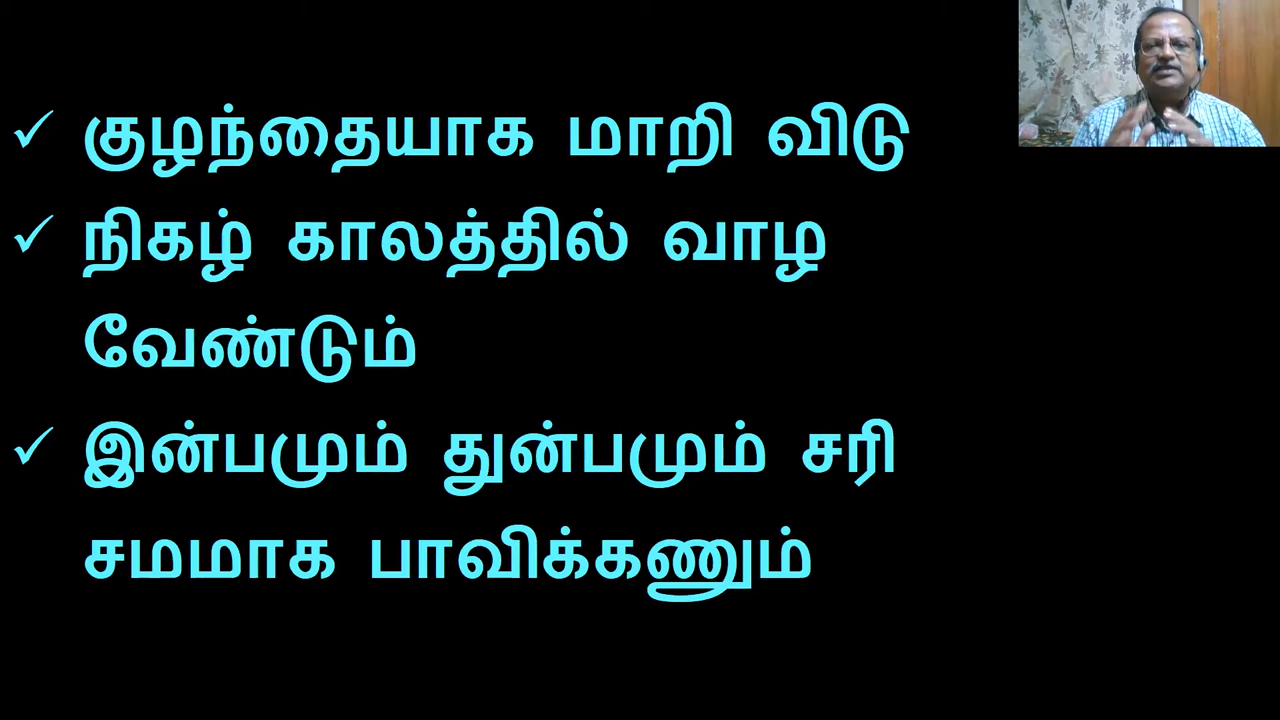 ✓ குழந்தையாக மாறி விடு
✓ நிகழ் காலத்தில் வாழ
வேண்டும்
✓ இன்பமும் துன்பமும் சரி
சமமாக பாவிக்கணும்